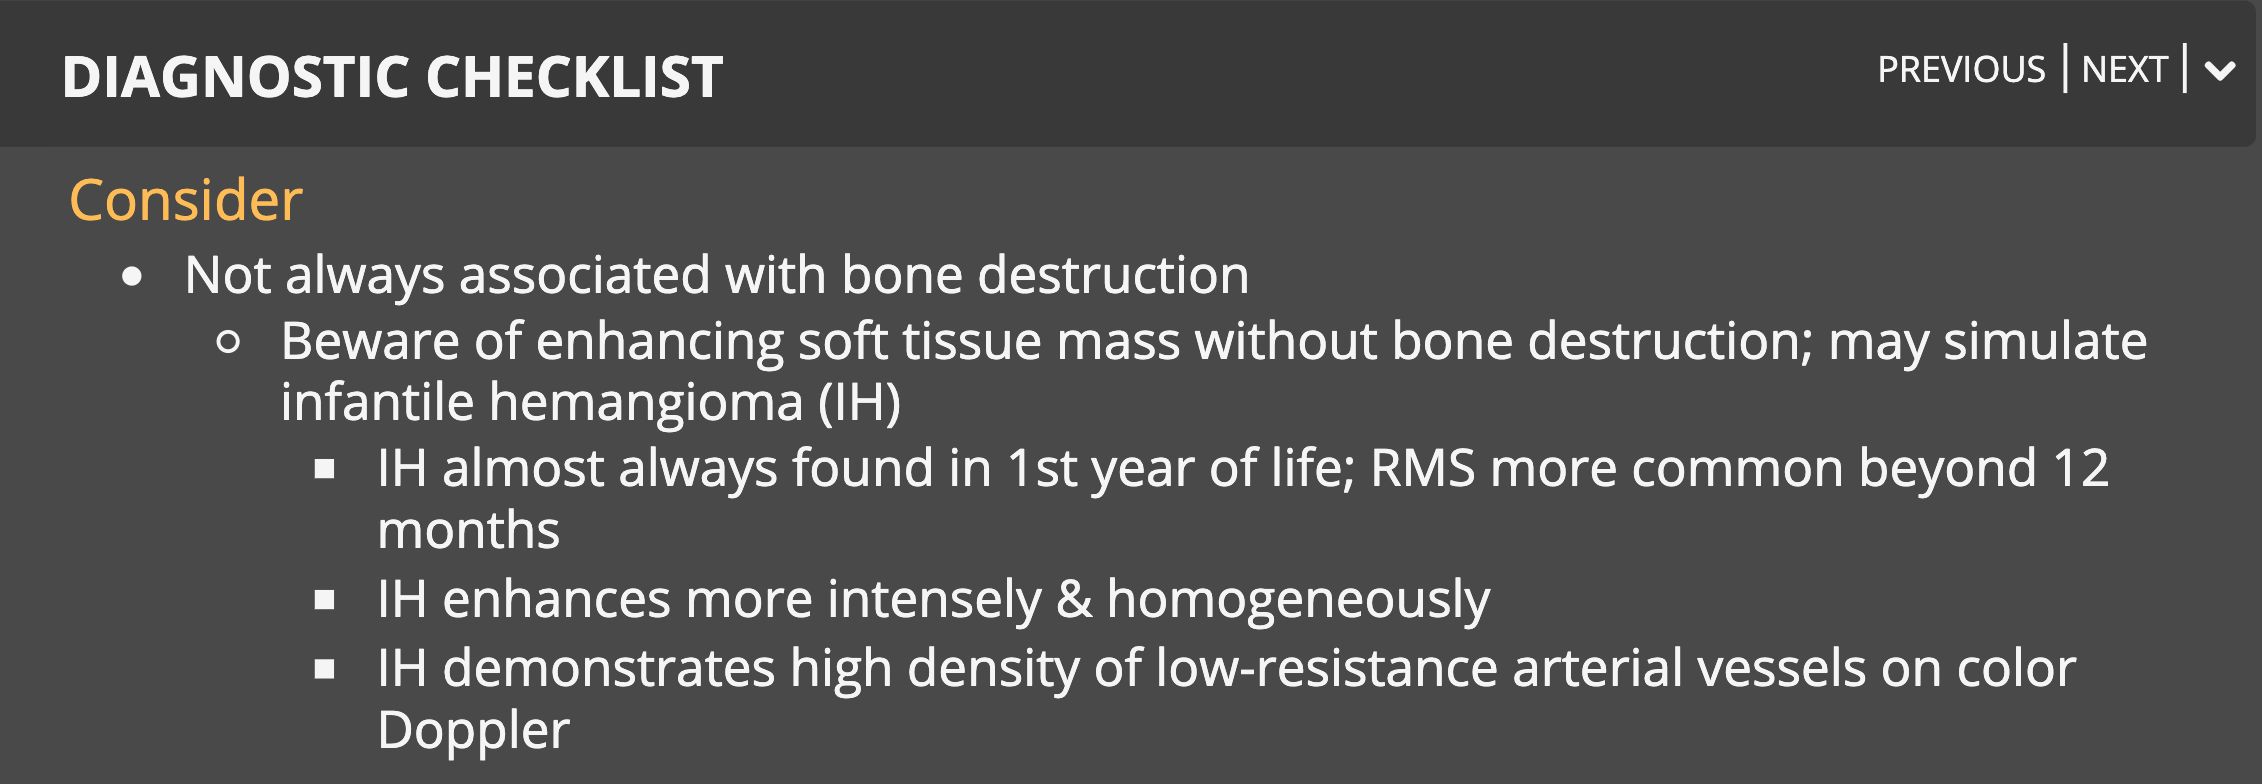 DIAGNOSTIC CHECKLIST
PREVIOUS | NEXT |
Consider
• Not always associated with bone destruction
○ Beware of enhancing soft tissue mass without bone destruction; may simulate
infantile hemangioma (IH)
▪ IH almost always found in 1st year of life; RMS more common beyond 12
months
▪ IH enhances more intensely & homogeneously
▪ IH demonstrates high density of low-resistance arterial vessels on color
Doppler